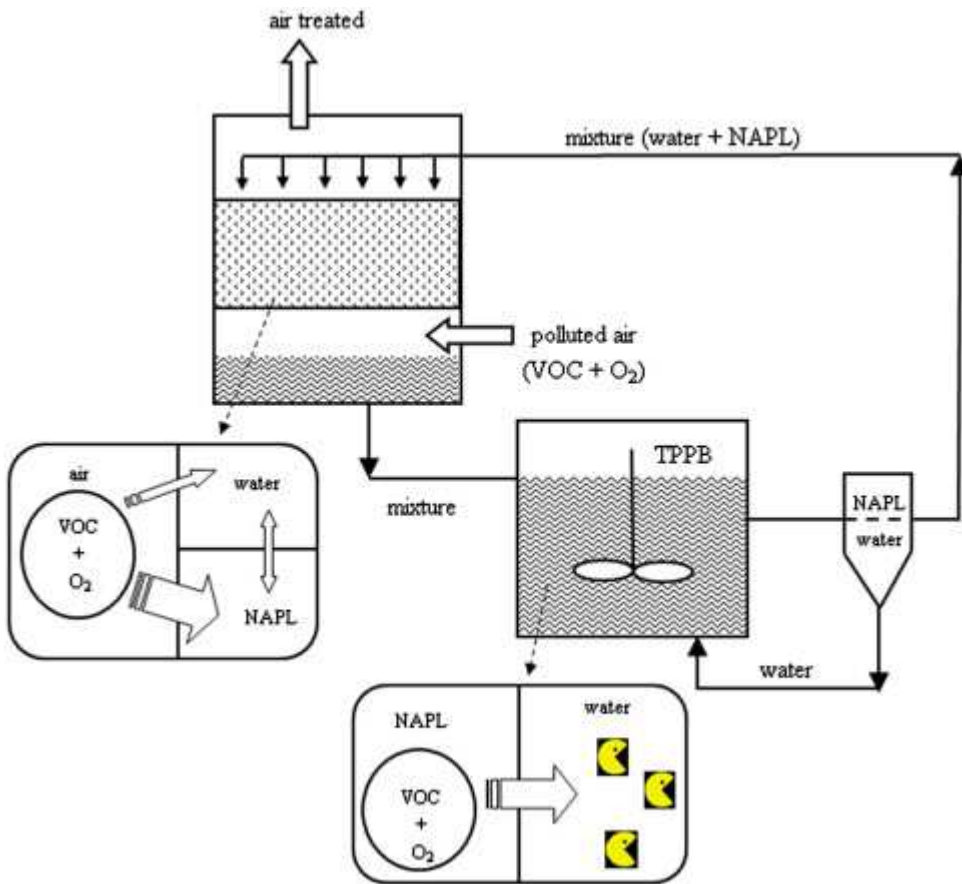 air treated
mixture (water + NAPL)
polluted air
(VOC + O₂)
TPPB
mixture
NAPL
water
water
air
VOC
+
O₂
water
NAPL
NAPL
VOC
+
O₂
water